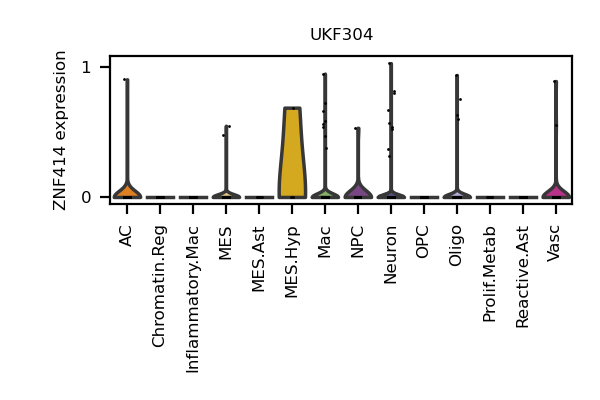 UKF304
ZNF414 expression
1
0
AC
Chromatin.Reg
Inflammatory.Mac
MES
MES.Ast
MES.Hyp
Mac
NPC
Neuron
OPC
Oligo
Prolif.Metab
Reactive.Ast
Vasc